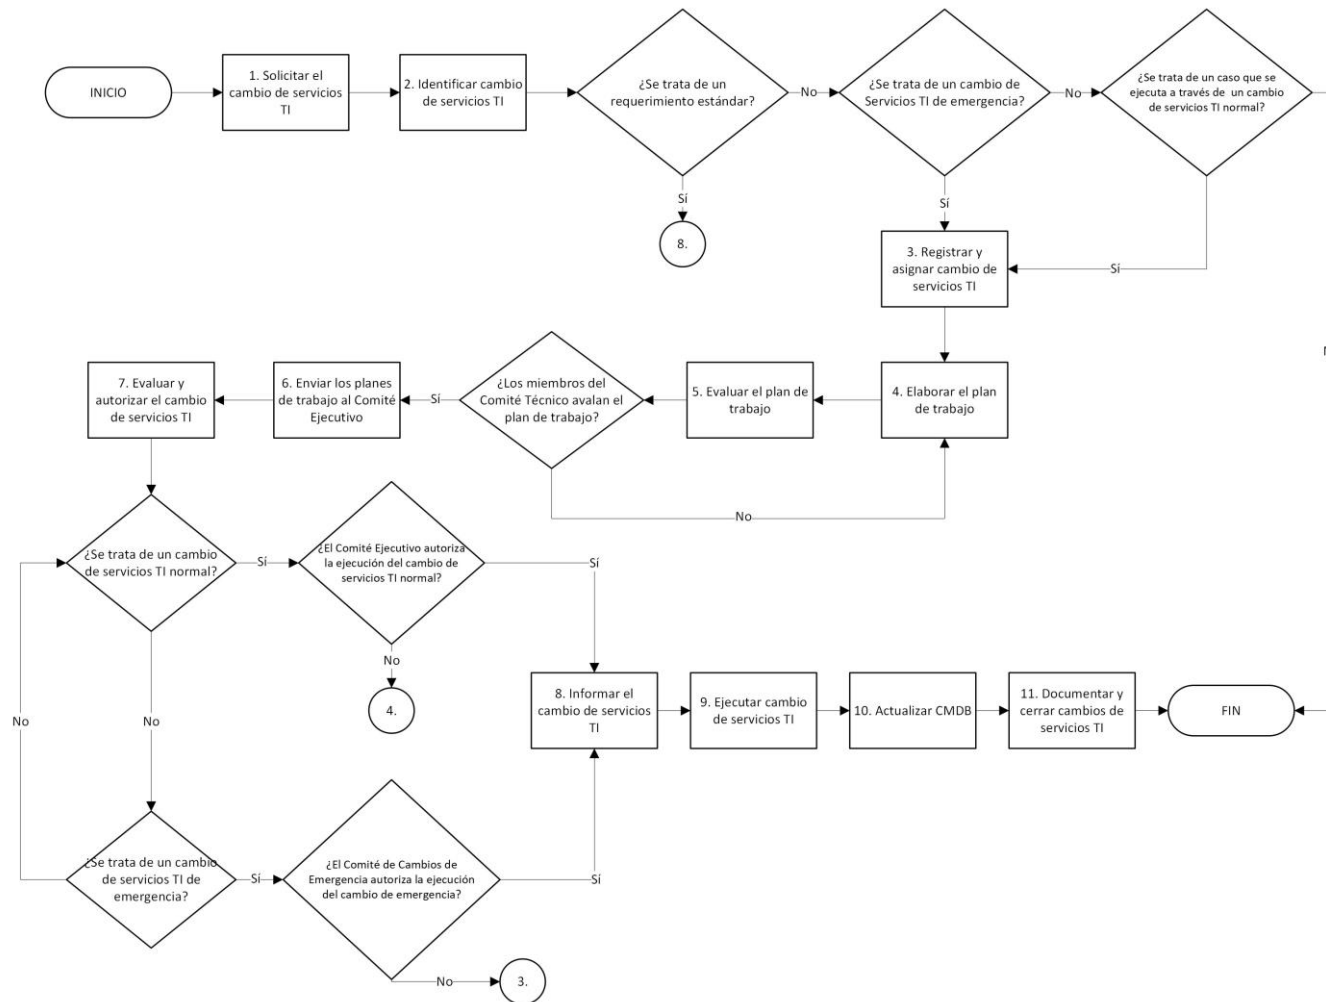 INICIO
1. Solicitar el
cambio de servicios
TI
2. Identificar cambio
de servicios TI
¿Se trata de un
requerimiento estándar?
No
¿Se trata de un cambio de
Servicios TI de emergencia?
No
¿Se trata de un caso que se
ejecuta a través de un cambio
de servicios TI normal?
Sí
8.
Sí
3. Registrar y
asignar cambio de
servicios TI
Sí
7. Evaluar y
autorizar el cambio
de servicios TI
6. Enviar los planes
de trabajo al Comité
Ejecutivo
Sí
¿Los miembros del
Comité Técnico avalan el
plan de trabajo?
5. Evaluar el plan de
trabajo
4. Elaborar el plan
de trabajo
No
¿Se trata de un cambio
de servicios TI normal?
Sí
¿El Comité Ejecutivo autoriza
la ejecución del cambio de
servicios TI normal?
Sí
No
4.
No
No
8. Informar el
cambio de servicios
TI
9. Ejecutar cambio
de servicios TI
10. Actualizar CMDB
11. Documentar y
cerrar cambios de
servicios TI
FIN
¿Se trata de un cambio
de servicios TI de
emergencia?
Sí
¿El Comité de Cambios de
Emergencia autoriza la ejecución
del cambio de emergencia?
Sí
No
3.